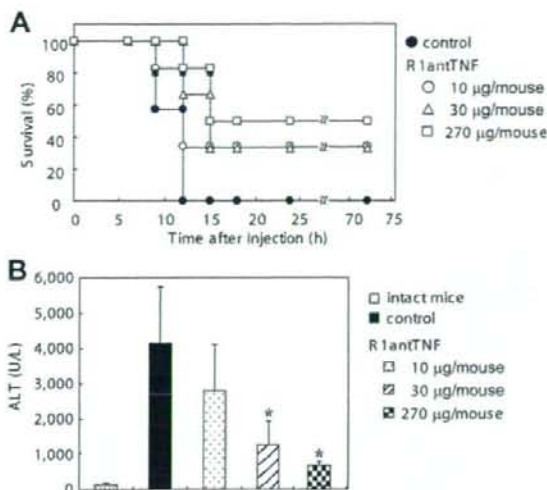 A
100
80
60
40
20
0
Survival (%)
0 5 10 15 20 25 30 70 75
Time after Injection (h)
control
R1antTNF
10 μg/mouse
30 μg/mouse
270 μg/mouse
B
6,000
5,000
4,000
3,000
2,000
1,000
0
ALT (U/L)
* *
intact mice
control
R1antTNF
10 μg/mouse
30 μg/mouse
270 μg/mouse